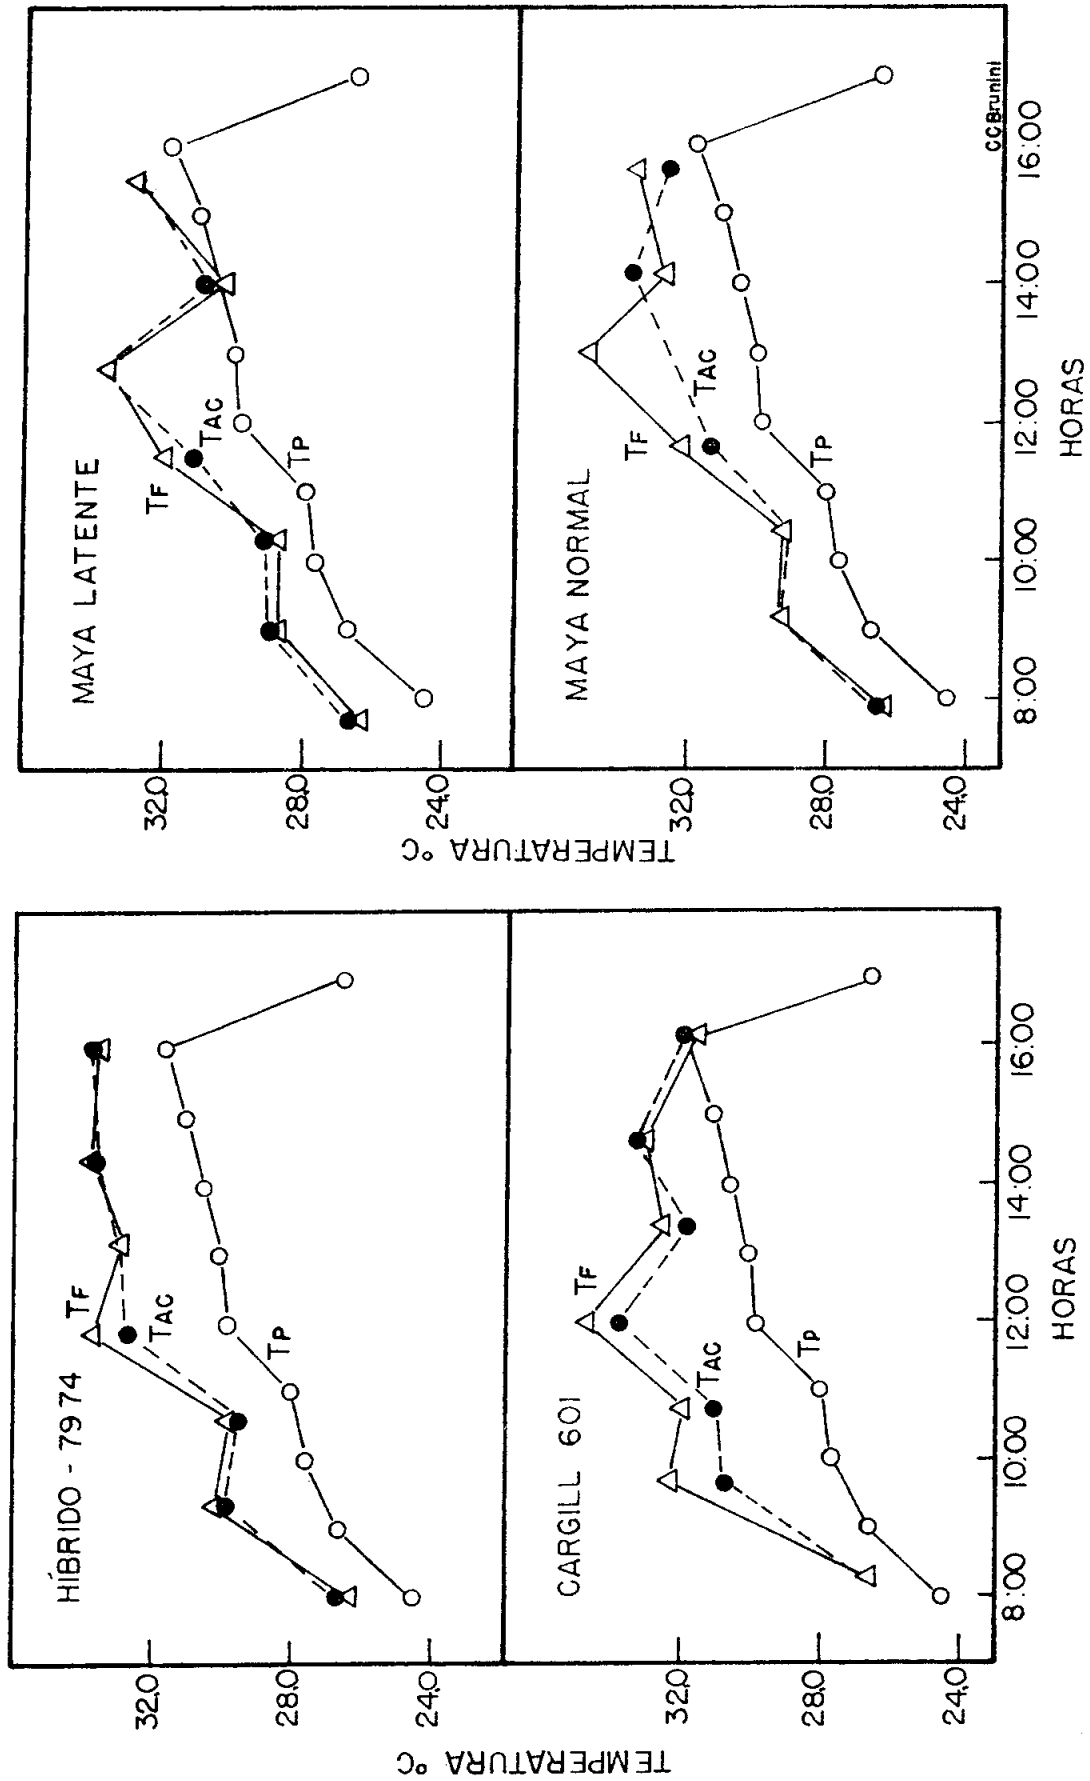 HÍBRIDO - 7974
TF
TAC
TP
32,0
28,0
24,0
CARGILL 601
TF
TAC
TP
32,0
28,0
24,0
TEMPERATURA °C
8:00
10:00
12:00
14:00
16:00
HORAS
MAYA LATENTE
TF
TAC
TP
32,0
28,0
24,0
MAYA NORMAL
TF
TAC
TP
32,0
28,0
24,0
TEMPERATURA °C
8:00
10:00
12:00
14:00
16:00
HORAS
CCBrunini